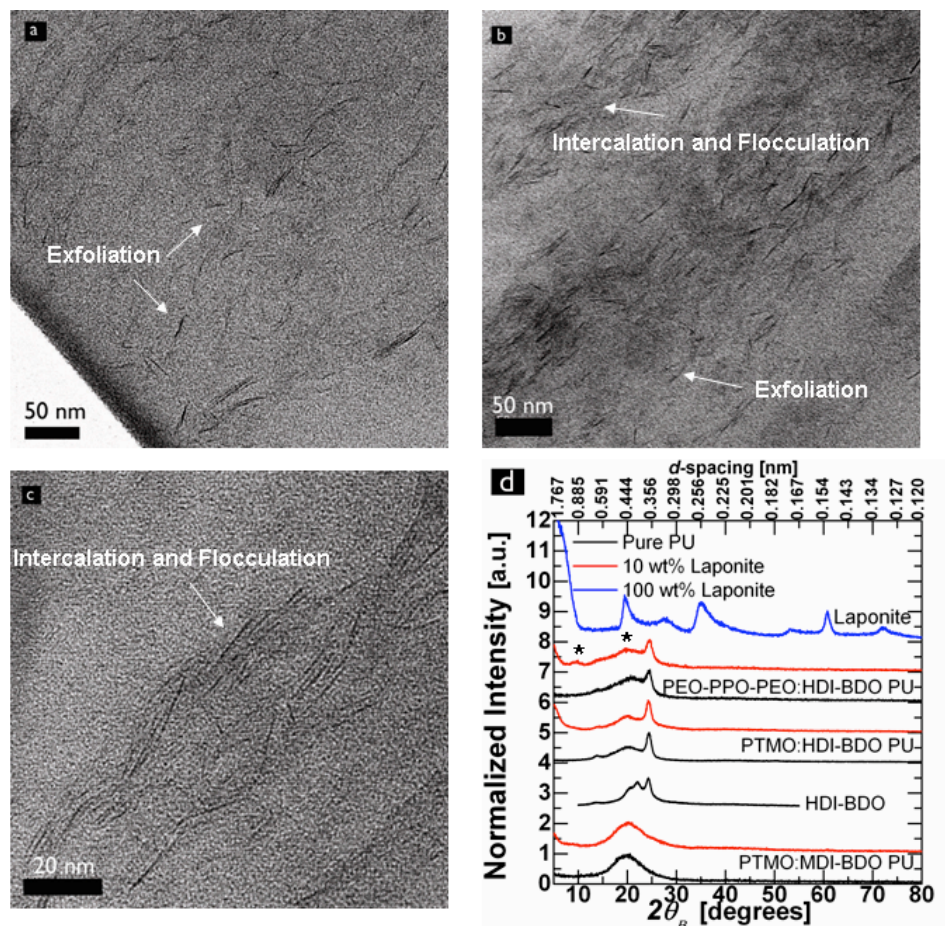 a
Exfoliation
50 nm
b
Intercalation and Flocculation
Exfoliation
50 nm
c
Intercalation and Flocculation
20 nm
d
d-spacing [nm]
1.767 0.885 0.591 0.444 0.356 0.298 0.256 0.225 0.201 0.182 0.167 0.154 0.143 0.134 0.127 0.120
Normalized Intensity [a.u.]
12
11
10
9
8
7
6
5
4
3
2
1
0
Pure PU
10 wt% Laponite
100 wt% Laponite
Laponite
* *
PEO-PPO-PEO:HDI-BDO PU
PTMO:HDI-BDO PU
HDI-BDO
PTMO:MDI-BDO PU
10 20 30 40 50 60 70 80
2θB [degrees]